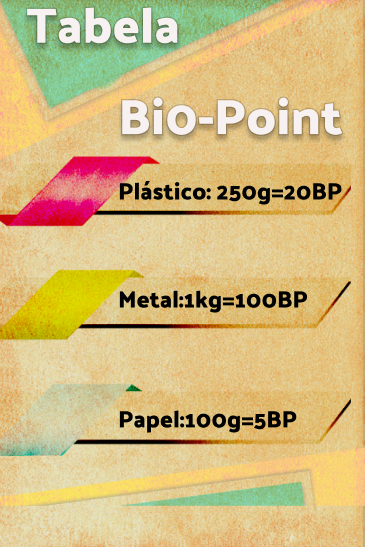 Tabela
Bio-Point
Plástico: 250g=20BP
Metal:1kg=100BP
Papel:100g=5BP